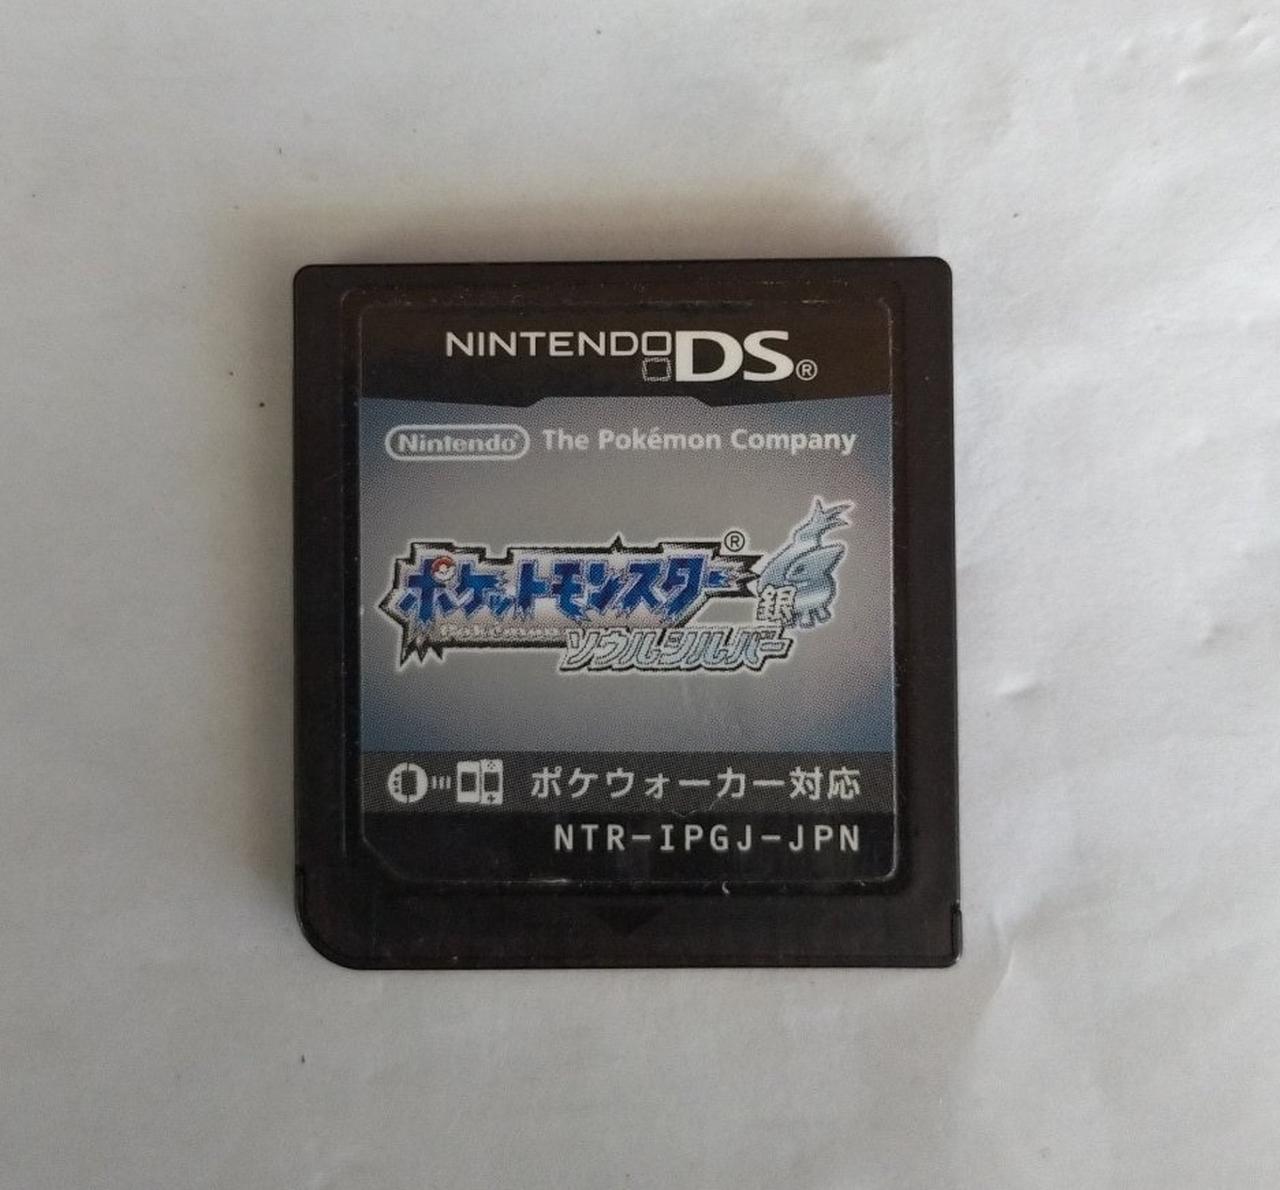 NINTENDO DS®
Nintendo® The Pokémon Company
ポケットモンスター®
Pokémon
銀
ソウルシルバー
ポケウォーカー対応
NTR-IPGJ-JPN